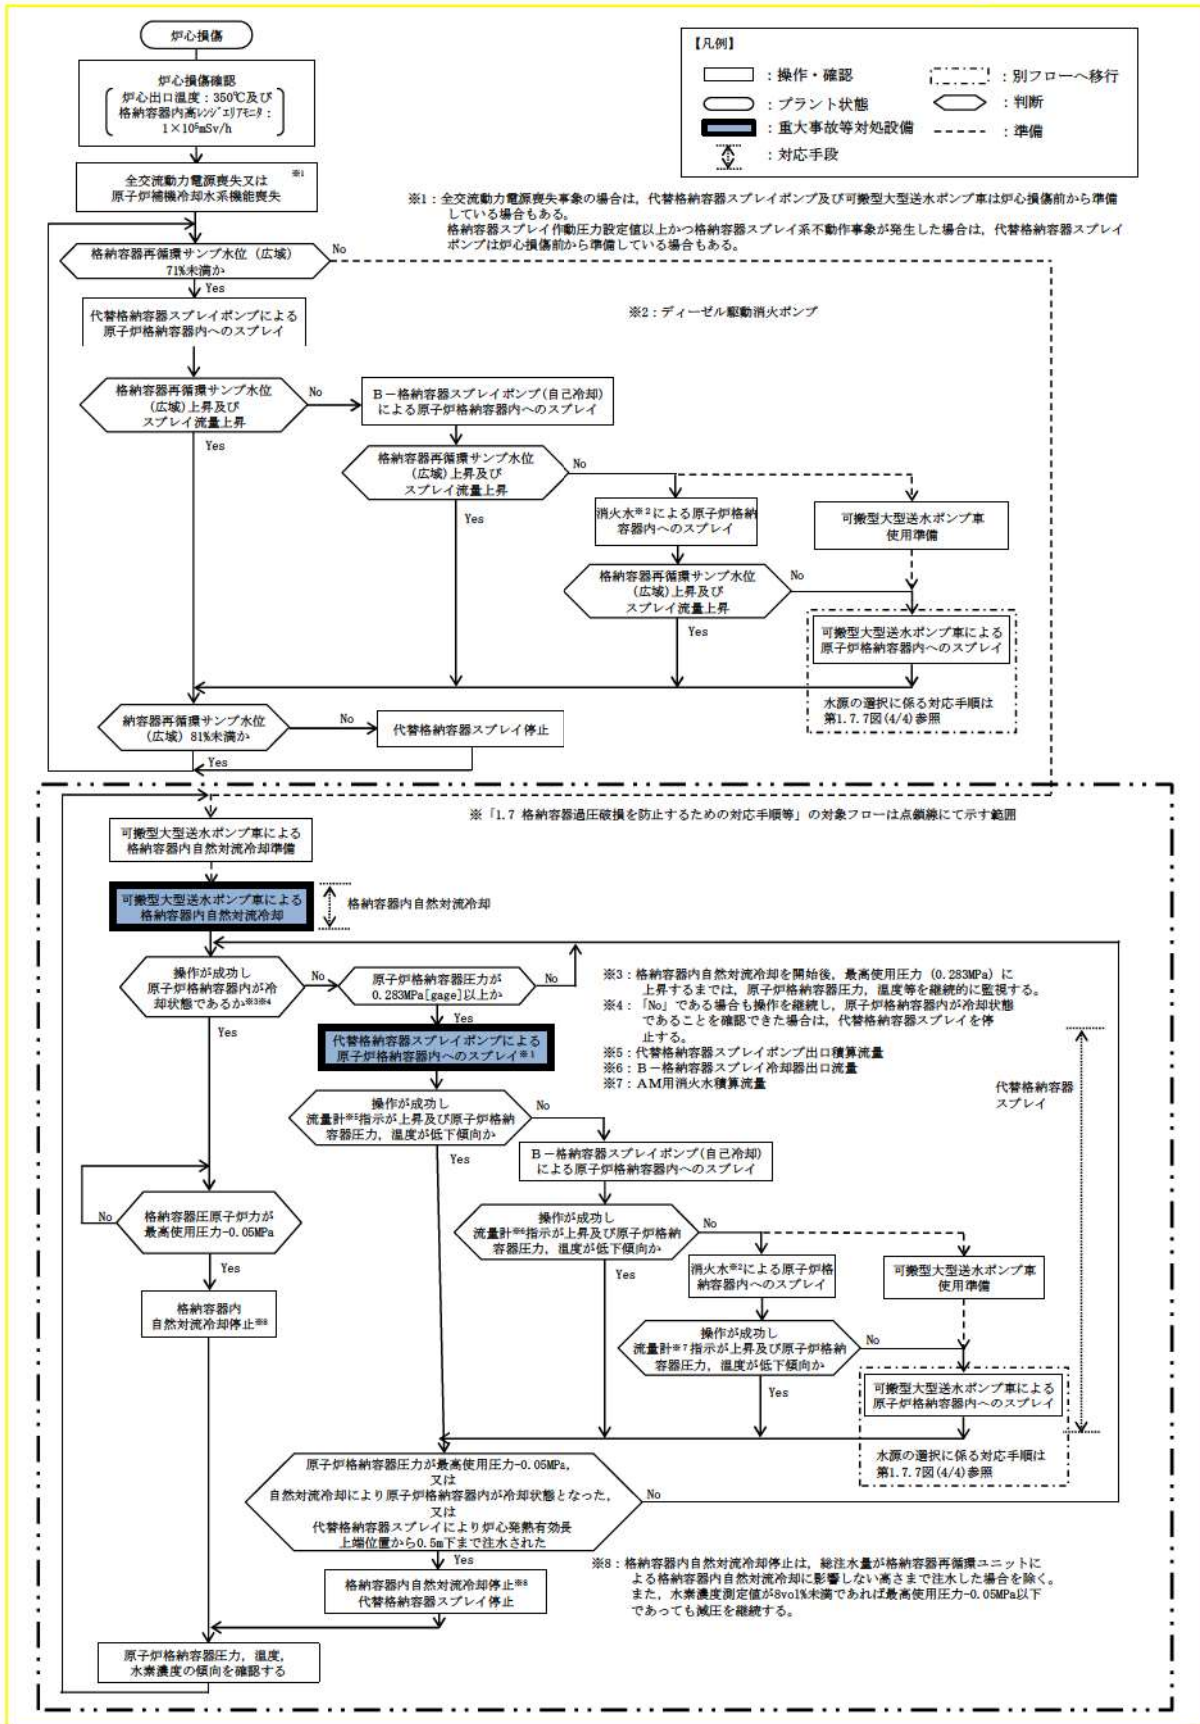 炉心損傷
炉心損傷確認
炉心出口温度：350℃及び
格納容器内高レンジエリアモニタ：
1×10⁵mSv/h
全交流動力電源喪失又は ※1
原子炉補機冷却水系機能喪失
【凡例】
：操作・確認
：別フローへ移行
：プラント状態
：判断
：重大事故等対処設備
：準備
：対応手段
※1：全交流動力電源喪失事象の場合は，代替格納容器スプレイポンプ及び可搬型大型送水ポンプ車は炉心損傷前から準備
している場合もある。
格納容器スプレイ作動圧力設定値以上かつ格納容器スプレイ系不動作事象が発生した場合は，代替格納容器スプレイ
ポンプは炉心損傷前から準備している場合もある。
格納容器再循環サンプ水位（広域）
71%未満か
No
Yes
代替格納容器スプレイポンプによる
原子炉格納容器内へのスプレイ
※2：ディーゼル駆動消火ポンプ
格納容器再循環サンプ水位
（広域）上昇及び
スプレイ流量上昇
No
Yes
B－格納容器スプレイポンプ(自己冷却)
による原子炉格納容器内へのスプレイ
格納容器再循環サンプ水位
（広域）上昇及び
スプレイ流量上昇
No
Yes
消火水※2による原子炉格納
容器内へのスプレイ
可搬型大型送水ポンプ車
使用準備
格納容器再循環サンプ水位
（広域）上昇及び
スプレイ流量上昇
No
Yes
可搬型大型送水ポンプ車による
原子炉格納容器内へのスプレイ
水源の選択に係る対応手順は
第1.7.7図(4/4)参照
納容器再循環サンプ水位
（広域）81%未満か
No
Yes
代替格納容器スプレイ停止
※「1.7 格納容器過圧破損を防止するための対応手順等」の対象フローは点鎖線にて示す範囲
可搬型大型送水ポンプ車による
格納容器内自然対流冷却準備
可搬型大型送水ポンプ車による
格納容器内自然対流冷却
格納容器内自然対流冷却
操作が成功し
原子炉格納容器内が冷
却状態であるか※3※4
No
Yes
原子炉格納容器圧力が
0.283MPa[gage]以上か
No
Yes
※3：格納容器内自然対流冷却を開始後，最高使用圧力（0.283MPa）に
上昇するまでは，原子炉格納容器圧力，温度等を継続的に監視する。
※4：「No」である場合も操作を継続し，原子炉格納容器内が冷却状態
であることを確認できた場合は，代替格納容器スプレイを停
止する。
※5：代替格納容器スプレイポンプ出口積算流量
※6：B－格納容器スプレイ冷却器出口流量
※7：AM用消火水積算流量
代替格納容器スプレイポンプによる
原子炉格納容器内へのスプレイ※1
代替格納容器
スプレイ
操作が成功し
流量計※5指示が上昇及び原子炉格納
容器圧力，温度が低下傾向か
No
Yes
B－格納容器スプレイポンプ(自己冷却)
による原子炉格納容器内へのスプレイ
格納容器圧原子炉力が
最高使用圧力-0.05MPa
No
Yes
操作が成功し
流量計※6指示が上昇及び原子炉格納
容器圧力，温度が低下傾向か
No
Yes
消火水※2による原子炉格
納容器内へのスプレイ
可搬型大型送水ポンプ車
使用準備
格納容器内
自然対流冷却停止※8
操作が成功し
流量計※7指示が上昇及び原子炉格納
容器圧力，温度が低下傾向か
No
Yes
可搬型大型送水ポンプ車による
原子炉格納容器内へのスプレイ
水源の選択に係る対応手順は
第1.7.7図(4/4)参照
原子炉格納容器圧力が最高使用圧力-0.05MPa，
又は
自然対流冷却により原子炉格納容器内が冷却状態となった，
又は
代替格納容器スプレイにより炉心発熱有効長
上端位置から0.5m下まで注水された
No
Yes
格納容器内自然対流冷却停止※8
代替格納容器スプレイ停止
※8：格納容器内自然対流冷却停止は，総注水量が格納容器再循環ユニットに
よる格納容器内自然対流冷却に影響しない高さまで注水した場合を除く。
また，水素濃度測定値が8vol%未満であれば最高使用圧力-0.05MPa以下
であっても減圧を継続する。
原子炉格納容器圧力，温度，
水素濃度の傾向を確認する